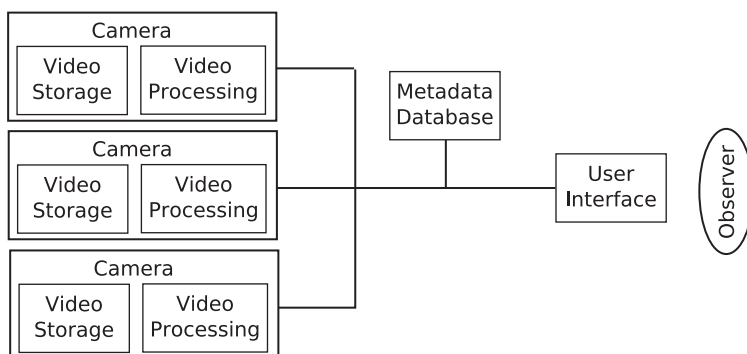 Camera
Video
Storage
Video
Processing
Camera
Video
Storage
Video
Processing
Camera
Video
Storage
Video
Processing
Metadata
Database
User
Interface
Observer